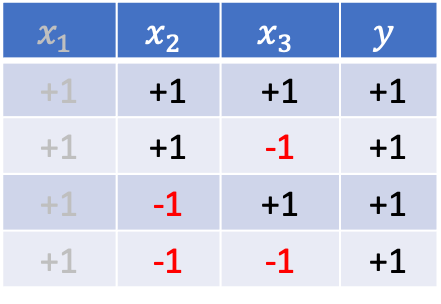 x₁ x₂ x₃ y
+1 +1 +1 +1
+1 +1 -1 +1
+1 -1 +1 +1
+1 -1 -1 +1